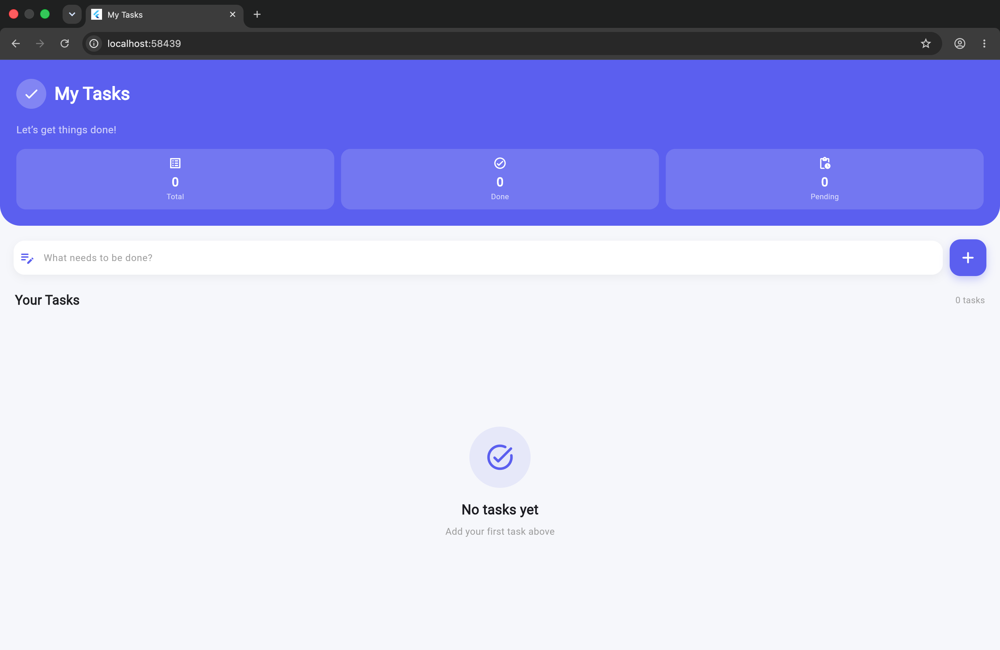 My Tasks
localhost:58439
My Tasks
Let's get things done!
0
Total
0
Done
0
Pending
What needs to be done?
Your Tasks
0 tasks
No tasks yet
Add your first task above